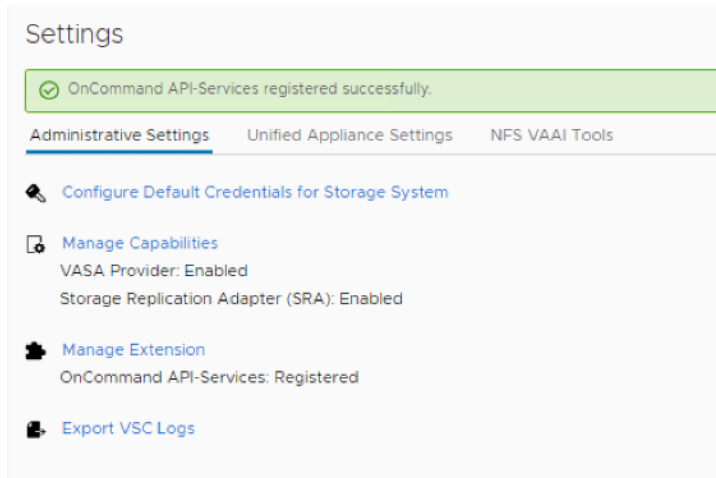 Settings
OnCommand API-Services registered successfully.
Administrative Settings Unified Appliance Settings NFS VAAI Tools
Configure Default Credentials for Storage System
Manage Capabilities
VASA Provider: Enabled
Storage Replication Adapter (SRA): Enabled
Manage Extension
OnCommand API-Services: Registered
Export VSC Logs